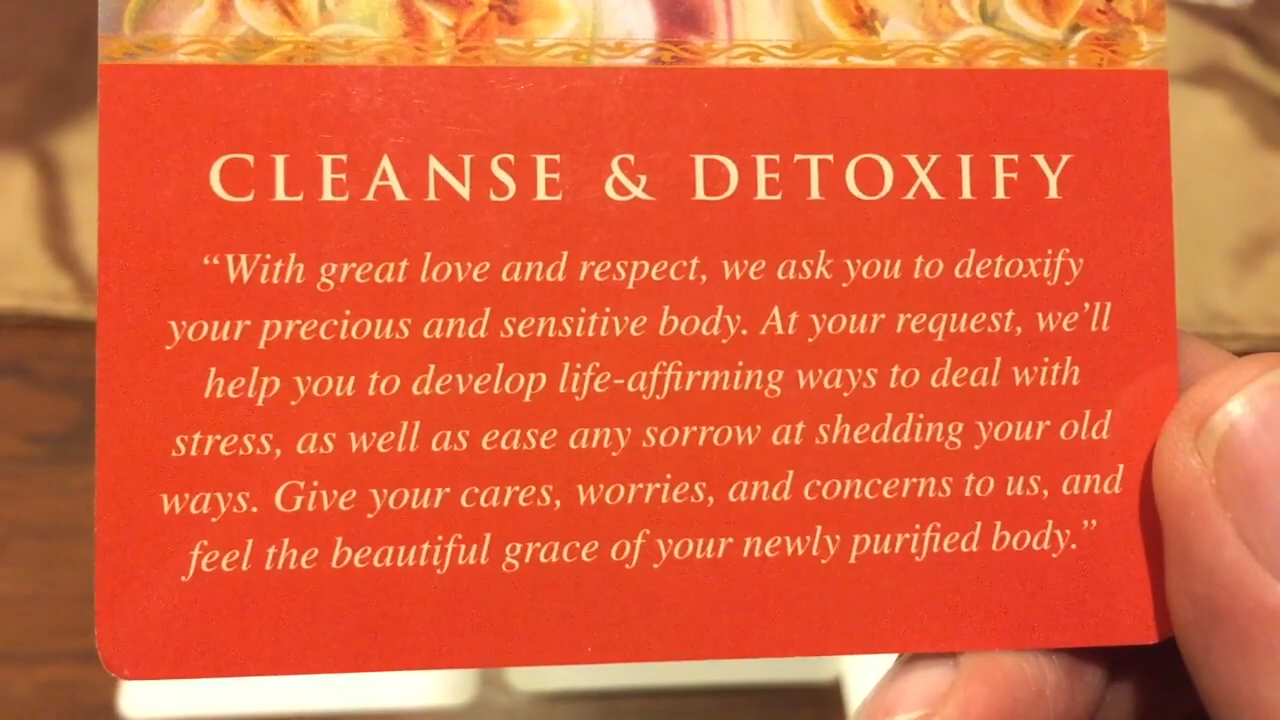 CLEANSE & DETOXIFY
“With great love and respect, we ask you to detoxify
your precious and sensitive body. At your request, we’ll
help you to develop life-affirming ways to deal with
stress, as well as ease any sorrow at shedding your old
ways. Give your cares, worries, and concerns to us, and
feel the beautiful grace of your newly purified body.”